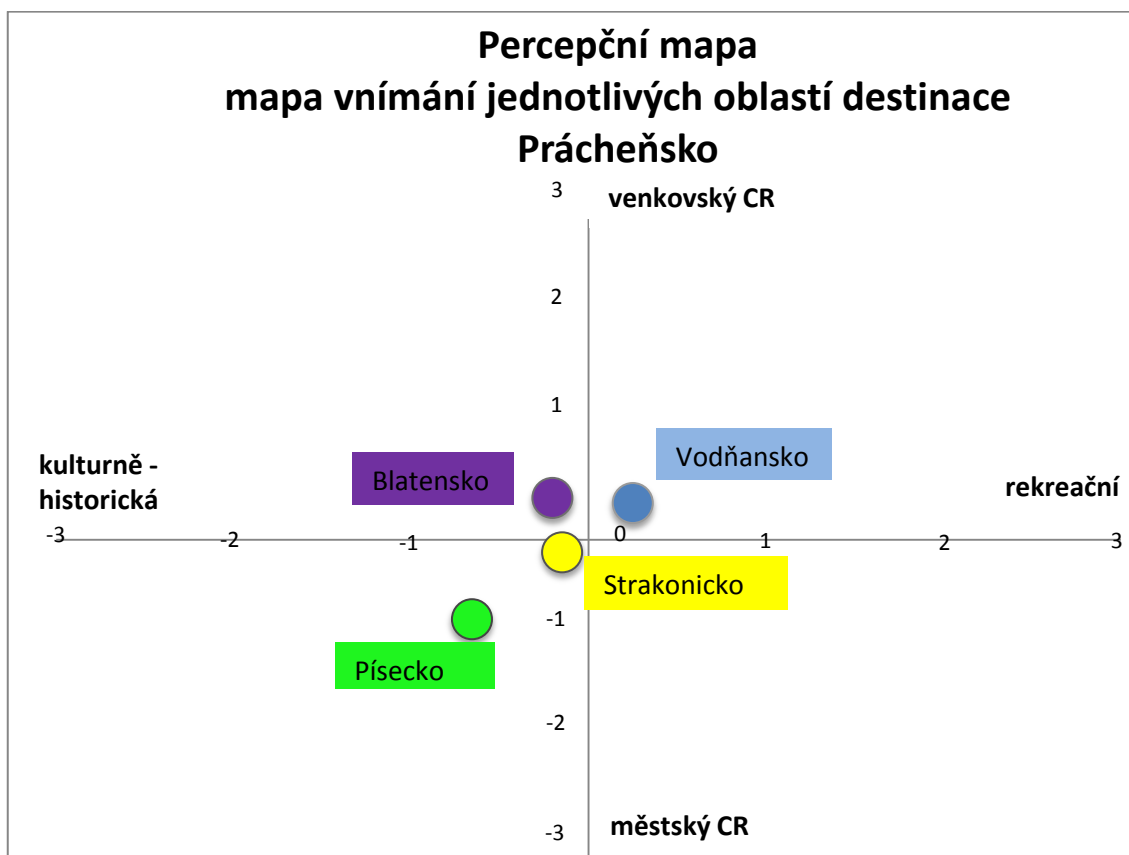 Percepční mapa
mapa vnímání jednotlivých oblastí destinace
Prácheňsko
3
venkovský CR
2
1
Vodňansko
kulturně -
historická
Blatensko
rekreační
-3
-2
-1
0
1
2
3
Strakonicko
-1
Písecko
-2
-3
městský CR